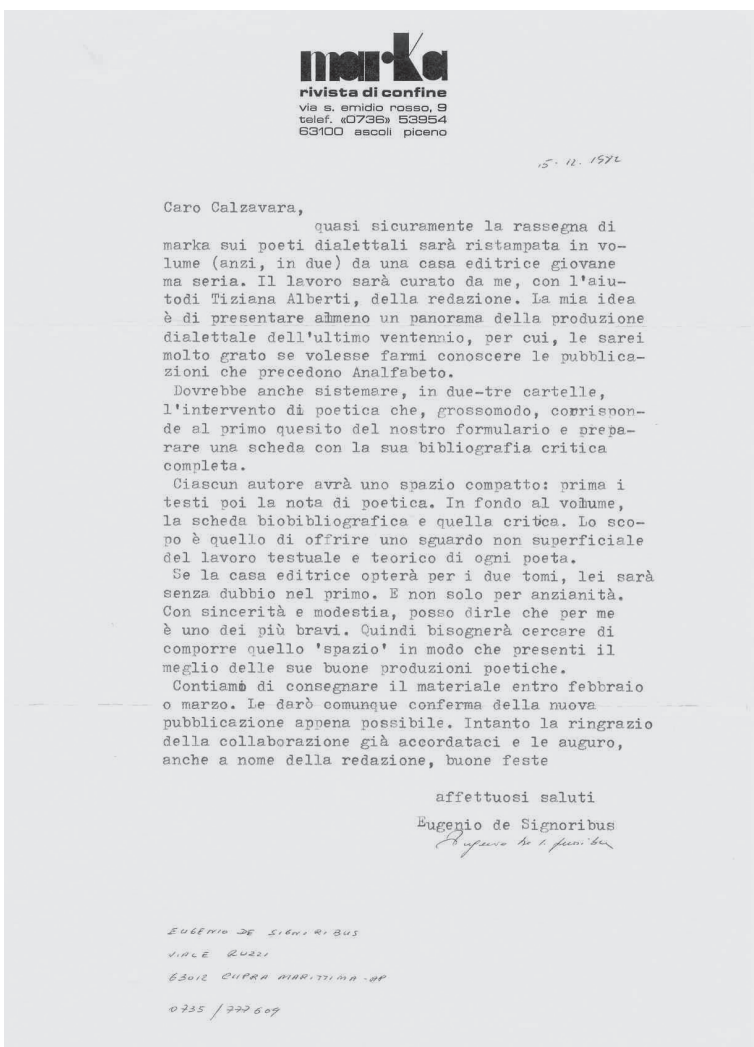 marka
rivista di confine
via s. emidio rosso, 9
telef. «0736» 53954
63100 ascoli piceno
15. 12. 1982
Caro Calzavara,
quasi sicuramente la rassegna di
marka sui poeti dialettali sarà ristampata in vo-
lume (anzi, in due) da una casa editrice giovane
ma seria. Il lavoro sarà curato da me, con l'aiu-
todi Tiziana Alberti, della redazione. La mia idea
è di presentare almeno un panorama della produzione
dialettale dell'ultimo ventennio, per cui, le sarei
molto grato se volesse farmi conoscere le pubblica-
zioni che precedono Analfabeto.
Dovrebbe anche sistemare, in due-tre cartelle,
l'intervento di poetica che, grossomodo, corrispon-
de al primo quesito del nostro formulario e prepa-
rare una scheda con la sua bibliografia critica
completa.
Ciascun autore avrà uno spazio compatto: prima i
testi poi la nota di poetica. In fondo al volume,
la scheda biobibliografica e quella critica. Lo sco-
po è quello di offrire uno sguardo non superficiale
del lavoro testuale e teorico di ogni poeta.
Se la casa editrice opterà per i due tomi, lei sarà
senza dubbio nel primo. E non solo per anzianità.
Con sincerità e modestia, posso dirle che per me
è uno dei più bravi. Quindi bisognerà cercare di
comporre quello 'spazio' in modo che presenti il
meglio delle sue buone produzioni poetiche.
Contiamo di consegnare il materiale entro febbraio
o marzo. Le darò comunque conferma della nuova
pubblicazione appena possibile. Intanto la ringrazio
della collaborazione già accordataci e le auguro,
anche a nome della redazione, buone feste
affettuosi saluti
Eugenio de Signoribus
EUGENIO DE SIGNIRIBUS
VIALE RUZZI
63012 CUPRA MARITTIMA - AP
0735 / 777609